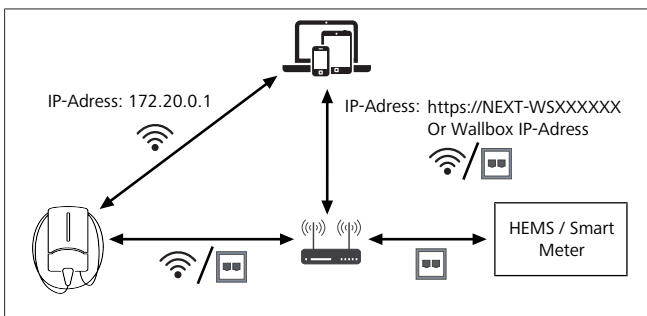 IP-Adress: 172.20.0.1
IP-Adress: https://NEXT-WSXXXXXX
Or Wallbox IP-Adress
HEMS / Smart
Meter